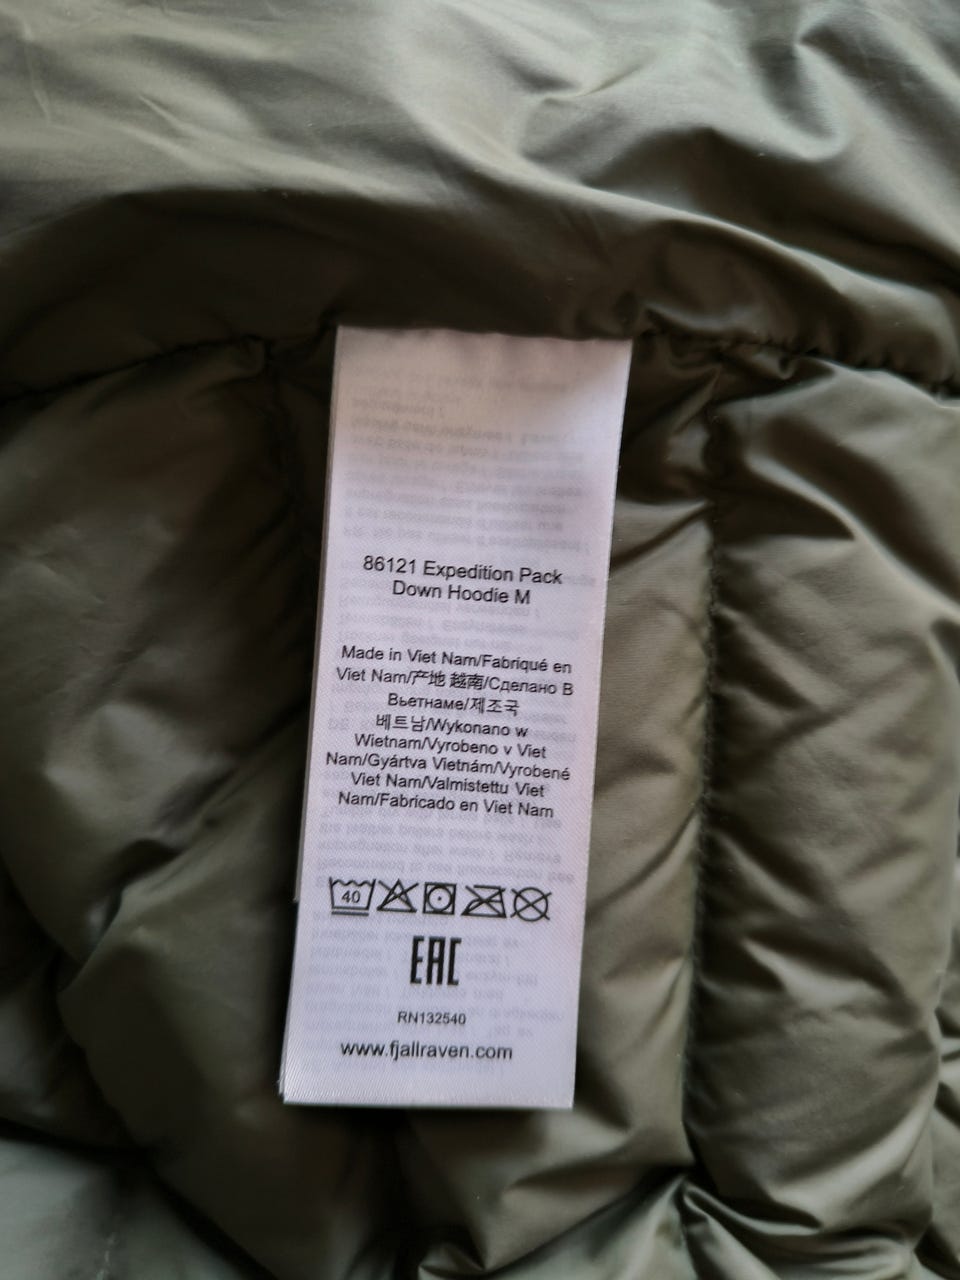 86121 Expedition Pack
Down Hoodie M
Made in Viet Nam/Fabriqué en
Viet Nam/产地 越南/Сделано В
Вьетнаме/제조국
베트남/Wykonano w
Wietnam/Vyrobeno v Viet
Nam/Gyártva Vietnám/Vyrobené
Viet Nam/Valmistettu Viet
Nam/Fabricado en Viet Nam
40
EAC
RN132540
www.fjallraven.com